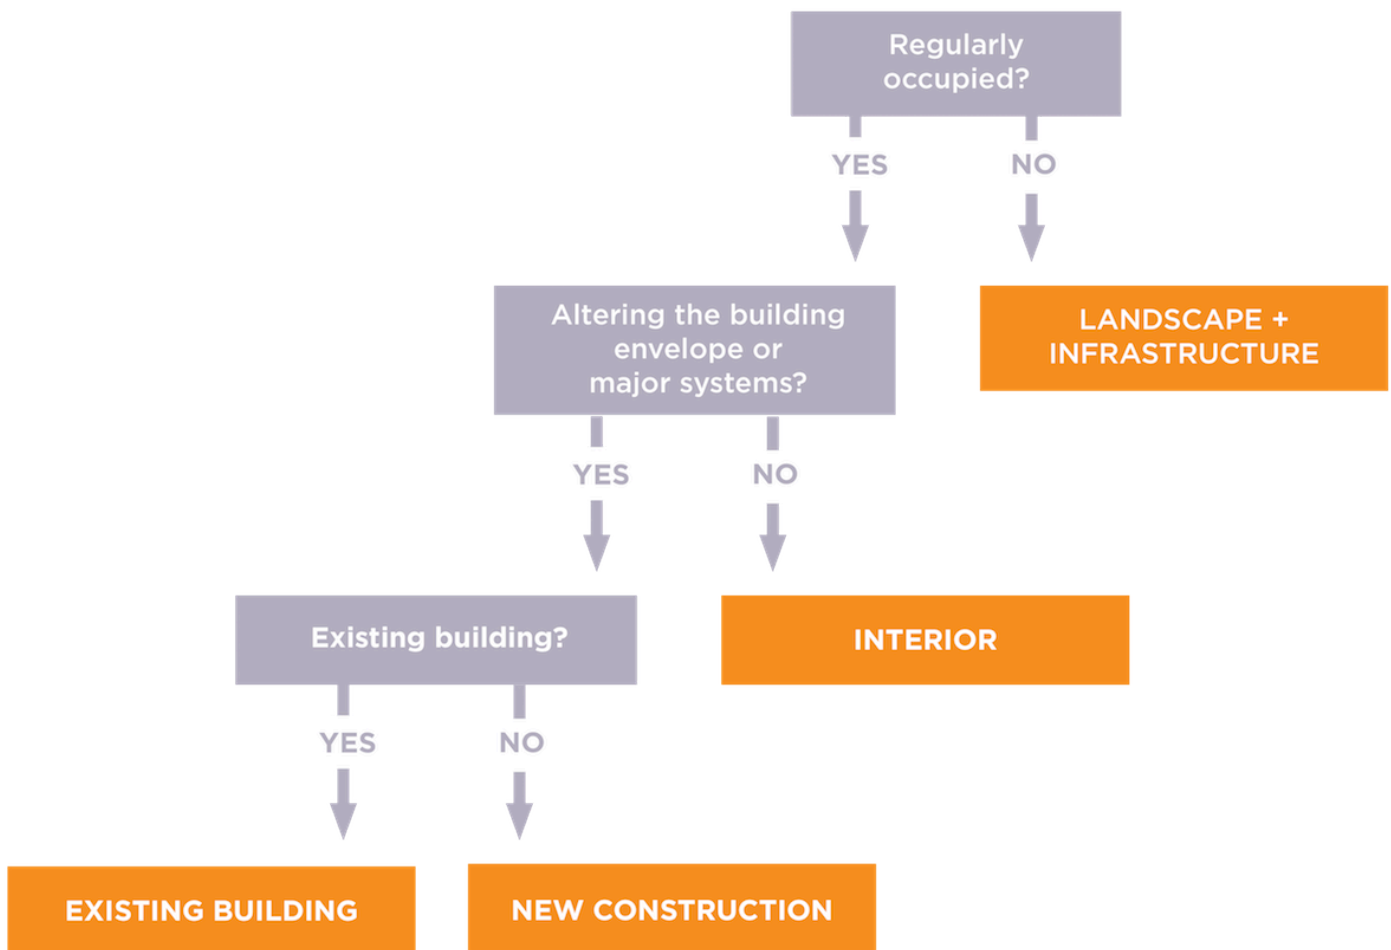 Regularly
occupied?
YES
NO
Altering the building
envelope or
major systems?
LANDSCAPE +
INFRASTRUCTURE
YES
NO
Existing building?
INTERIOR
YES
NO
EXISTING BUILDING
NEW CONSTRUCTION